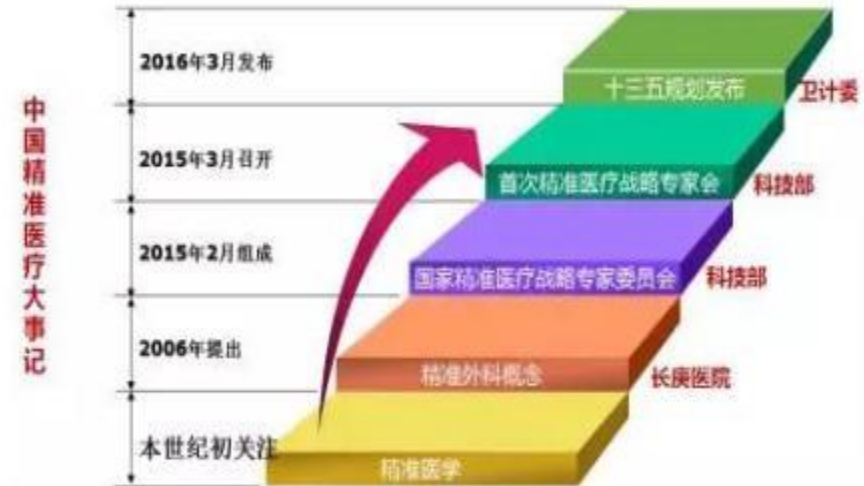 中国精准医疗大事记
2016年3月发布
十三五规划发布
卫计委
2015年3月召开
首次精准医疗战略专家会
科技部
2015年2月组成
国家精准医疗战略专家委员会
科技部
2006年提出
精准外科概念
长庚医院
本世纪初关注
精准医学